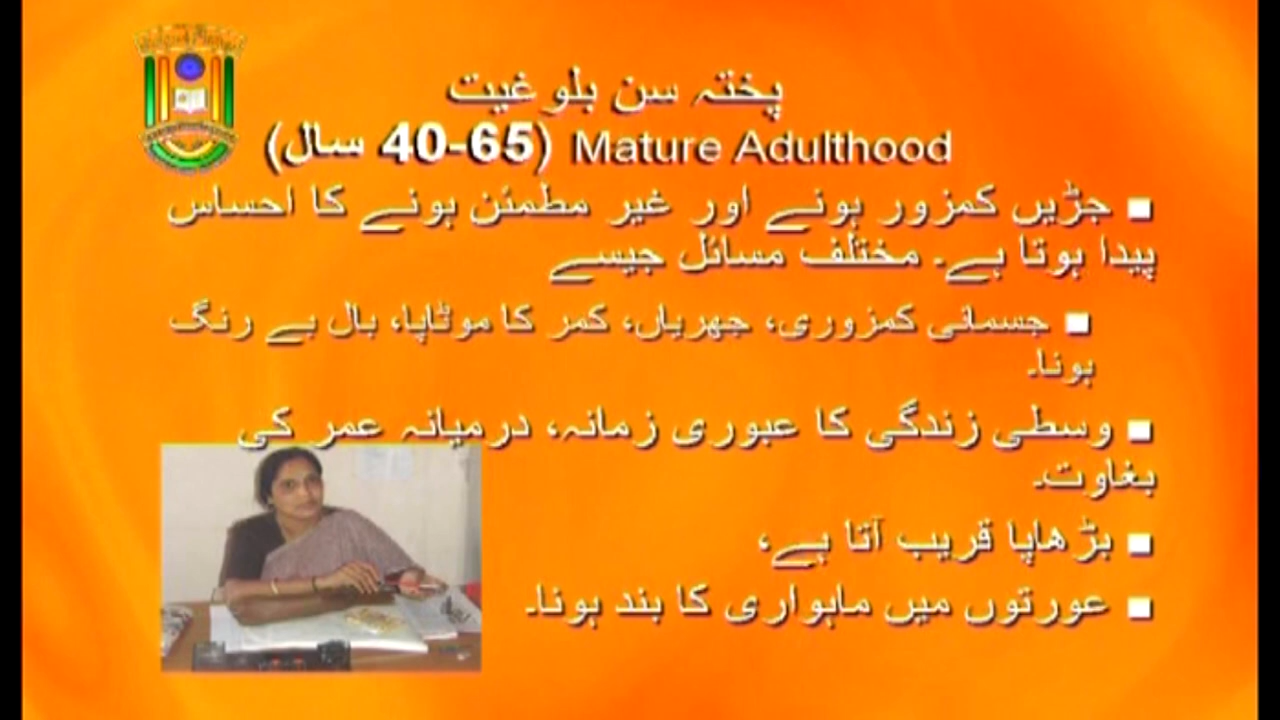 پختہ سن بلوغیت
Mature Adulthood (40-65 سال)
■ جڑیں کمزور ہونے اور غیر مطمئن ہونے کا احساس
پیدا ہوتا ہے۔ مختلف مسائل جیسے
■ جسمانی کمزوری، جھریاں، کمر کا موٹاپا، بال بے رنگ
ہونا۔
■ وسطی زندگی کا عبوری زمانہ، درمیانہ عمر کی
بغاوت۔
■ بڑھاپا قریب آتا ہے،
■ عورتوں میں ماہواری کا بند ہونا۔